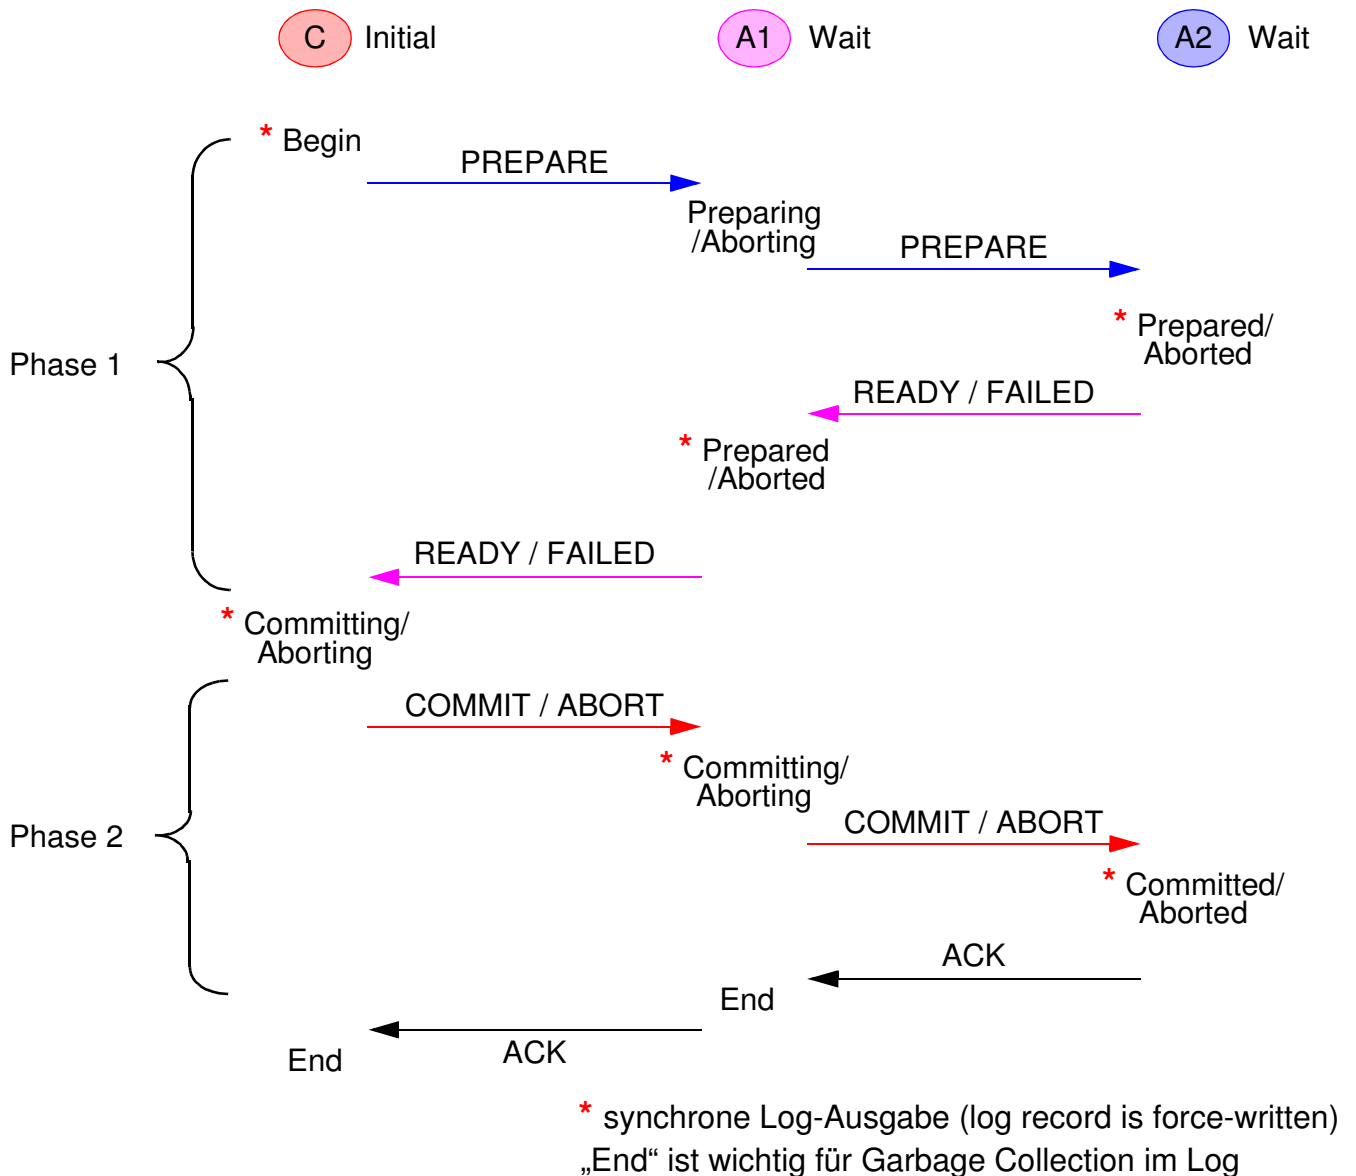 C Initial A1 Wait A2 Wait
* Begin
PREPARE
Preparing
/Aborting
PREPARE
* Prepared/
Aborted
Phase 1
READY / FAILED
* Prepared
/Aborted
READY / FAILED
* Committing/
Aborting
COMMIT / ABORT
* Committing/
Aborting
COMMIT / ABORT
Phase 2
* Committed/
Aborted
ACK
End
ACK
End
* synchrone Log-Ausgabe (log record is force-written)
„End“ ist wichtig für Garbage Collection im Log